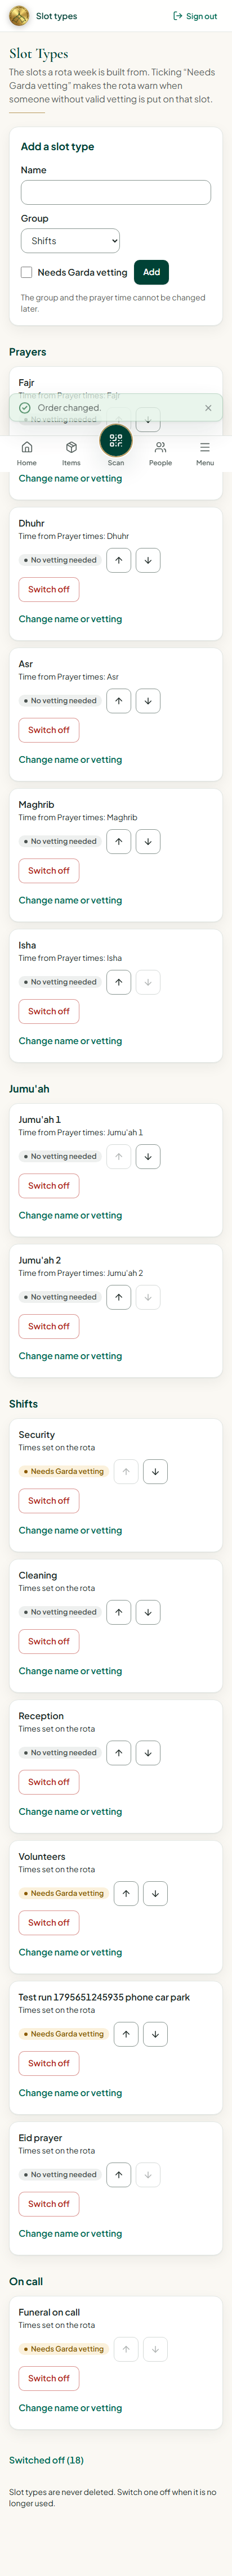 Slot types
Sign out
Slot Types
The slots a rota week is built from. Ticking “Needs
Garda vetting” makes the rota warn when
someone without valid vetting is put on that slot.
Add a slot type
Name
Group
Shifts
Needs Garda vetting
Add
The group and the prayer time cannot be changed
later.
Prayers
Fajr
Time from Prayer times: Fajr
Order changed.
No vetting needed
Home
Items
Scan
People
Menu
Change name or vetting
Dhuhr
Time from Prayer times: Dhuhr
No vetting needed
Switch off
Change name or vetting
Asr
Time from Prayer times: Asr
No vetting needed
Switch off
Change name or vetting
Maghrib
Time from Prayer times: Maghrib
No vetting needed
Switch off
Change name or vetting
Isha
Time from Prayer times: Isha
No vetting needed
Switch off
Change name or vetting
Jumu'ah
Jumu'ah 1
Time from Prayer times: Jumu'ah 1
No vetting needed
Switch off
Change name or vetting
Jumu'ah 2
Time from Prayer times: Jumu'ah 2
No vetting needed
Switch off
Change name or vetting
Shifts
Security
Times set on the rota
Needs Garda vetting
Switch off
Change name or vetting
Cleaning
Times set on the rota
No vetting needed
Switch off
Change name or vetting
Reception
Times set on the rota
No vetting needed
Switch off
Change name or vetting
Volunteers
Times set on the rota
Needs Garda vetting
Switch off
Change name or vetting
Test run 1795651245935 phone car park
Times set on the rota
Needs Garda vetting
Switch off
Change name or vetting
Eid prayer
Times set on the rota
No vetting needed
Switch off
Change name or vetting
On call
Funeral on call
Times set on the rota
Needs Garda vetting
Switch off
Change name or vetting
Switched off (18)
Slot types are never deleted. Switch one off when it is no
longer used.